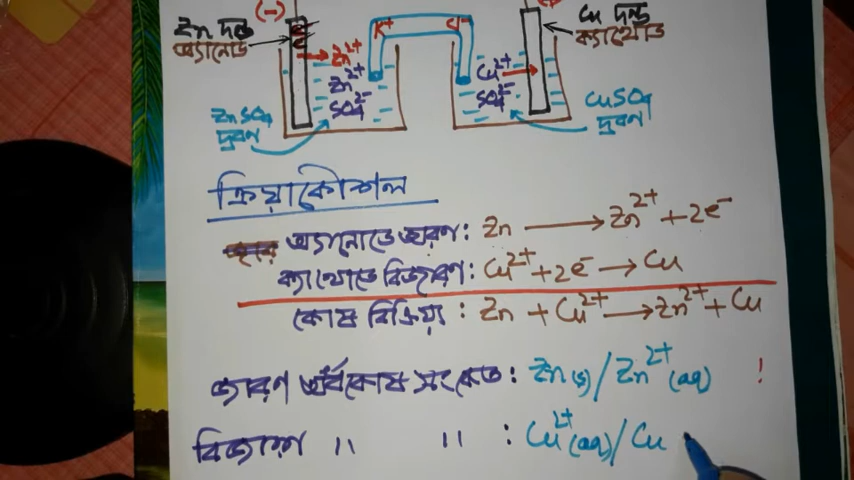 (-)
Zn দন্ড
অ্যানোড
Cu দন্ড
ক্যাথোড
K+ Cl-
Zn2+
Zn2+
SO42-
Cu2+
SO42-
ZnSO4
দ্রবণ
CuSO4
দ্রবণ
ক্রিয়াকৌশল
অ্যানোডে জারণ: Zn → Zn2+ + 2e-
ক্যাথোডে বিজারণ: Cu2+ + 2e- → Cu
কোষ বিক্রিয়া: Zn + Cu2+ → Zn2+ + Cu
জারণ অর্ধকোষ সংকেত: Zn(s)/Zn2+(aq) !
বিজারণ " " : Cu2+(aq)/Cu